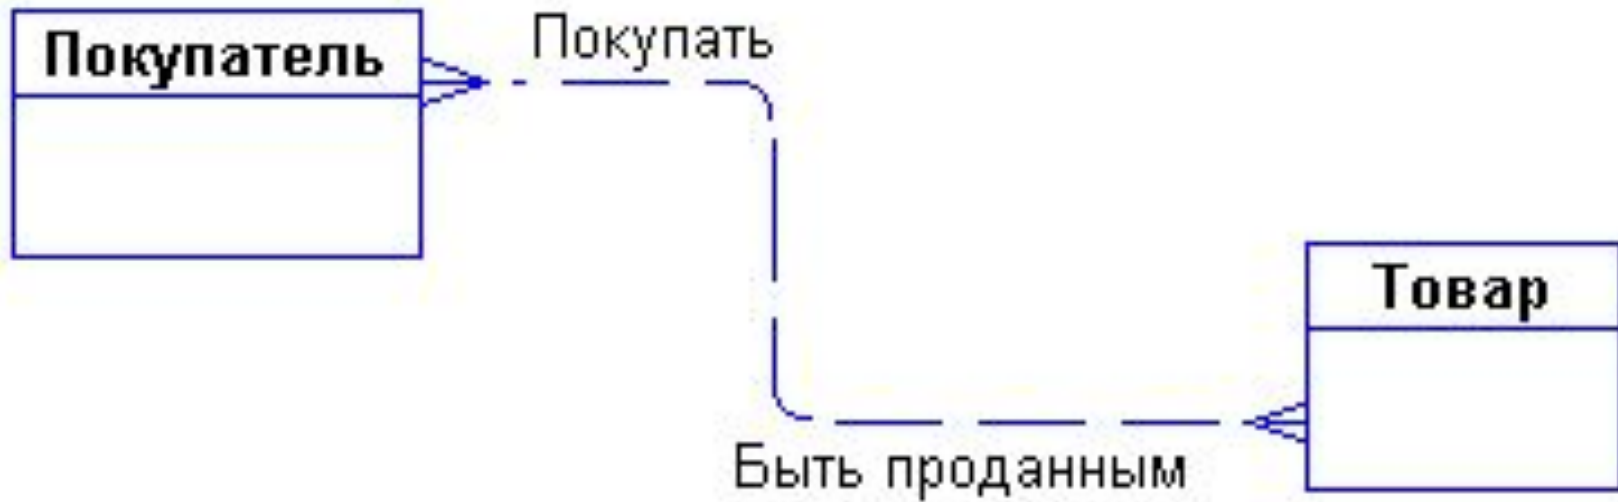 Покупатель
Покупать
Товар
Быть проданным